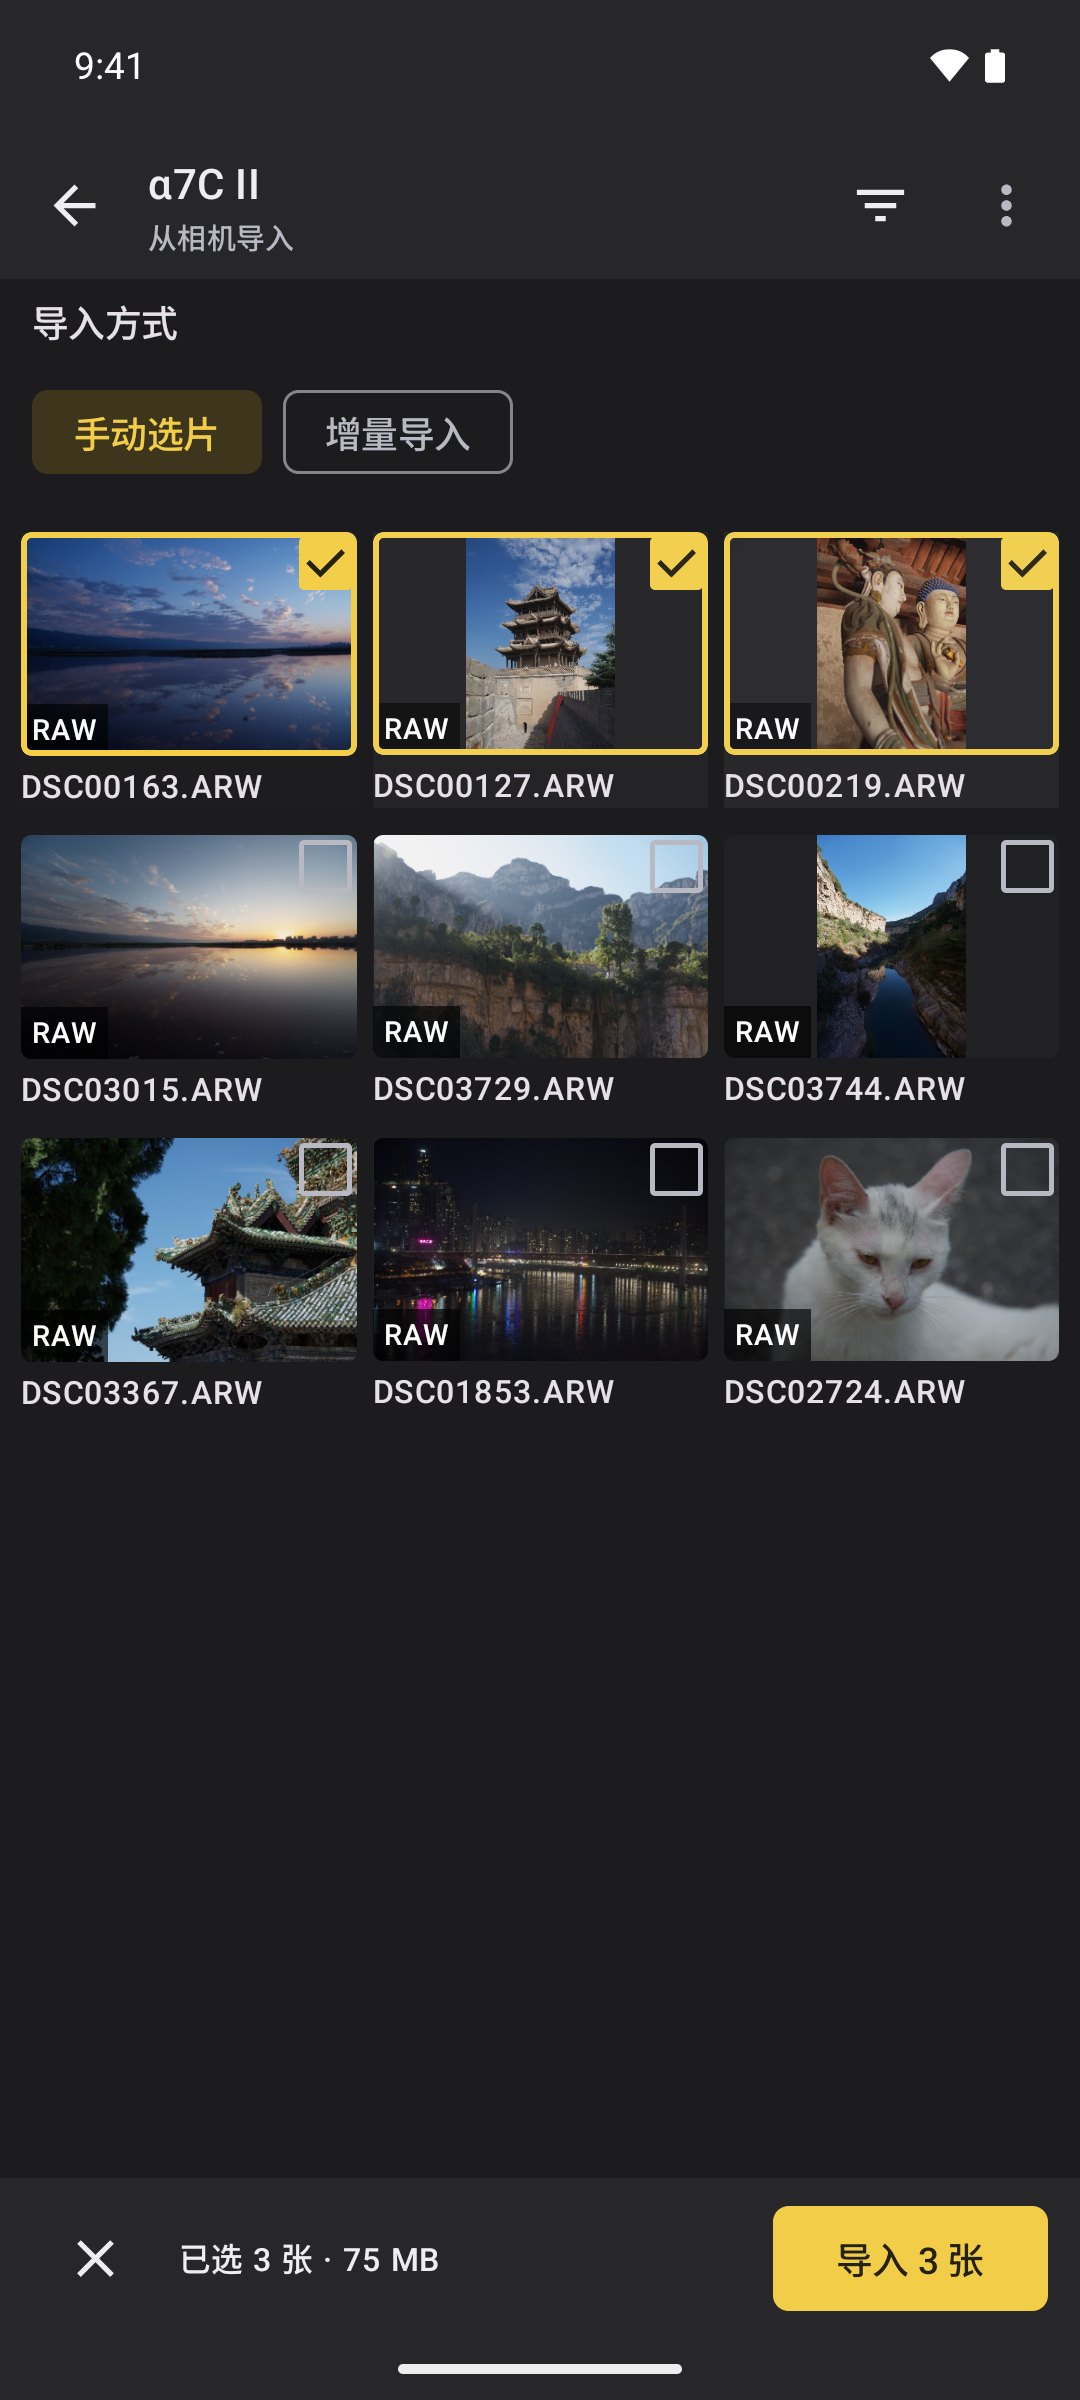 9:41
α7C II
从相机导入
导入方式
手动选片
增量导入
RAW
RAW
RAW
DSC00163.ARW
DSC00127.ARW
DSC00219.ARW
RAW
RAW
RAW
DSC03015.ARW
DSC03729.ARW
DSC03744.ARW
RAW
RAW
RAW
DSC03367.ARW
DSC01853.ARW
DSC02724.ARW
已选 3 张 · 75 MB
导入 3 张